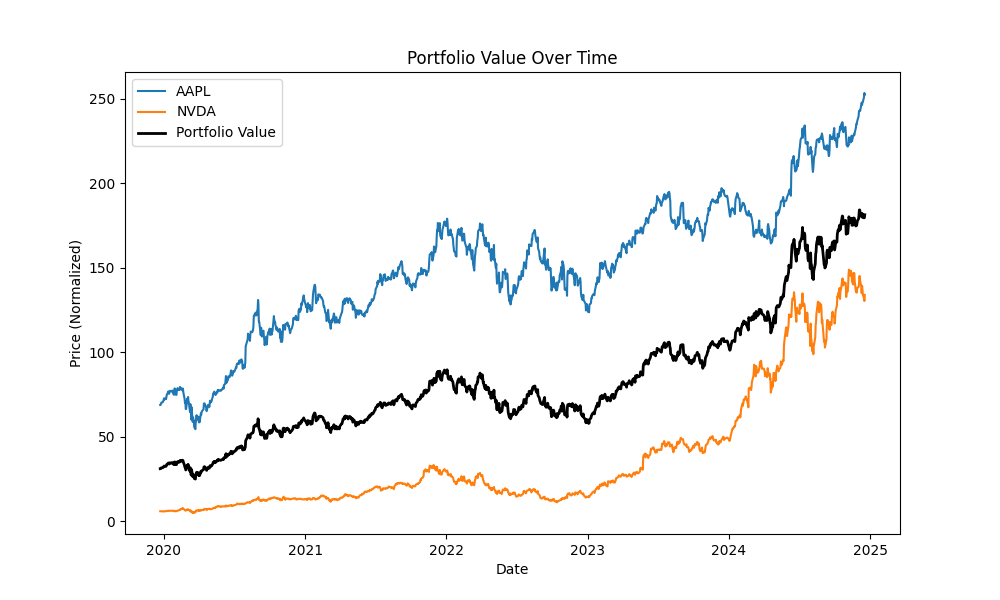 Portfolio Value Over Time
AAPL
NVDA
Portfolio Value
Price (Normalized)
250
200
150
100
50
0
2020 2021 2022 2023 2024 2025
Date